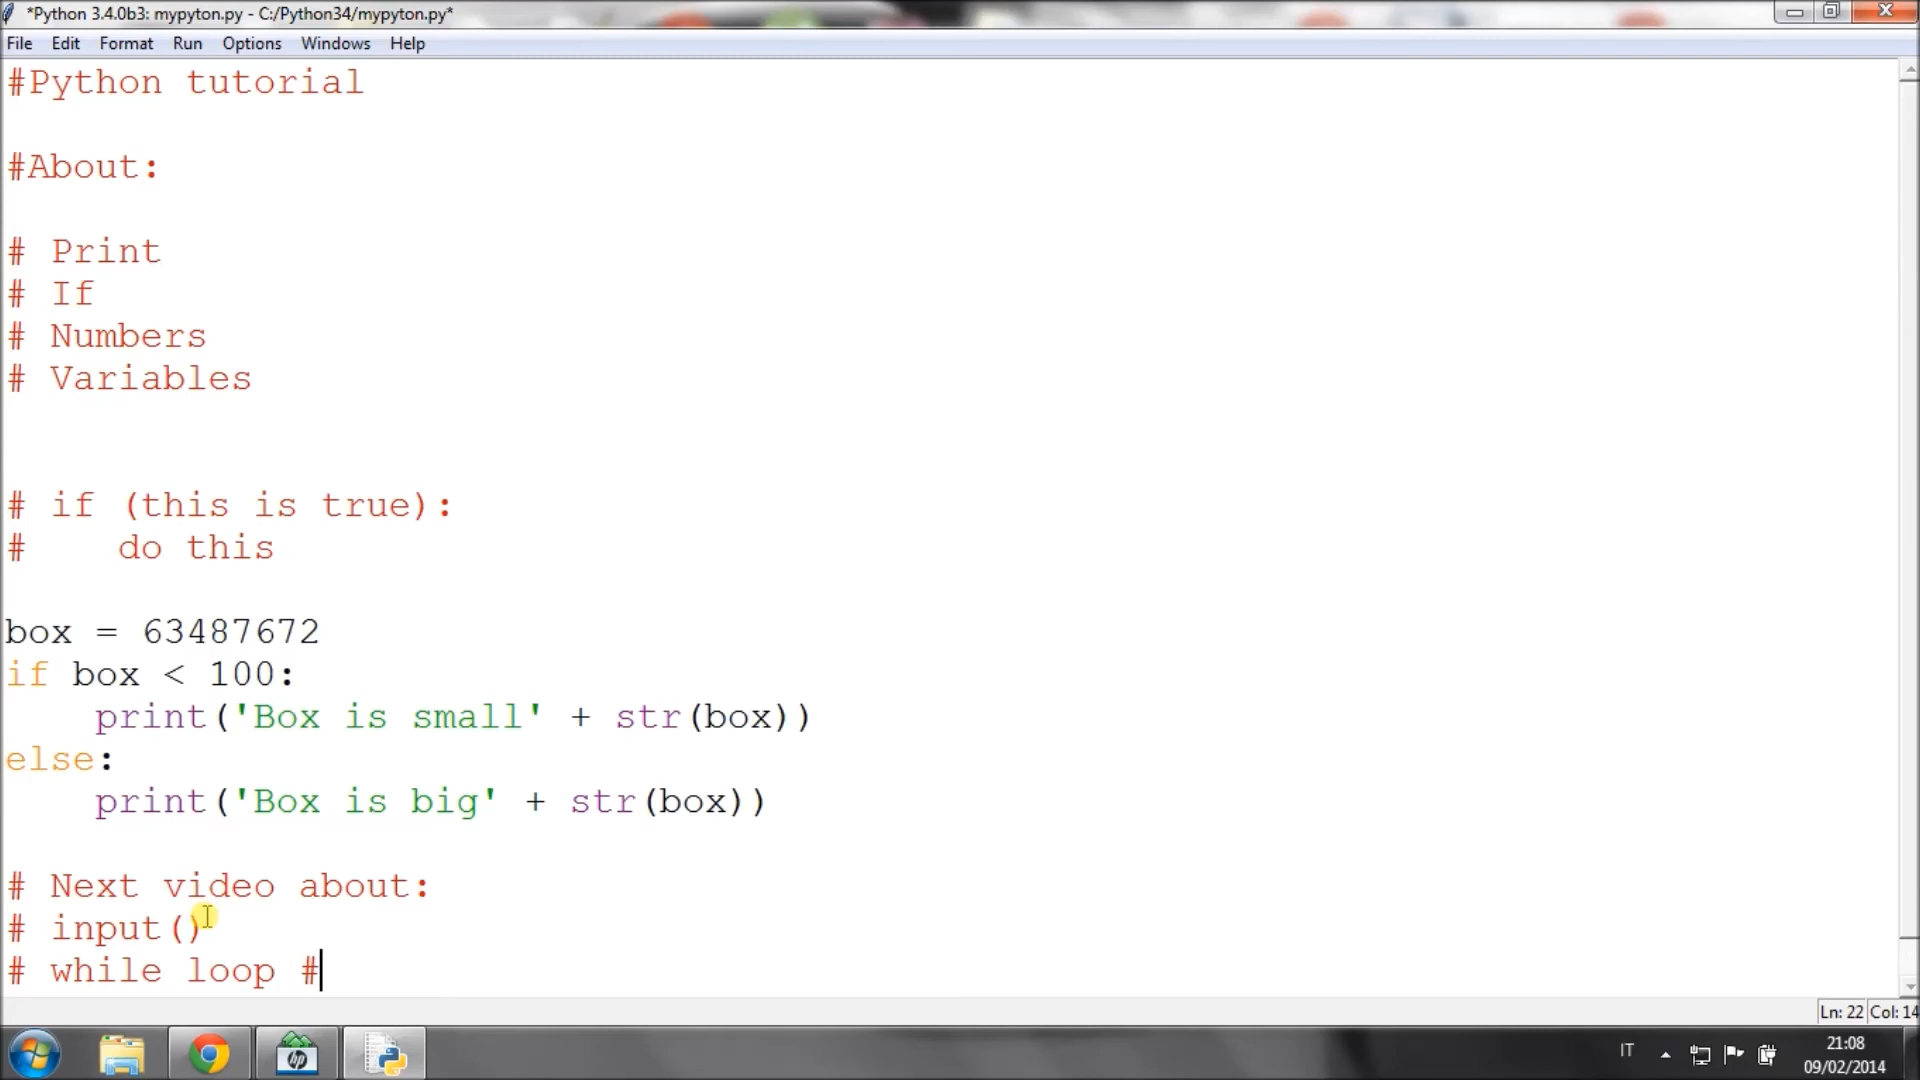 *Python 3.4.0b3: mypyton.py - C:/Python34/mypyton.py*
File Edit Format Run Options Windows Help
#Python tutorial
#About:
# Print
# If
# Numbers
# Variables
# if (this is true):
#    do this
box = 63487672
if box < 100:
    print('Box is small' + str(box))
else:
    print('Box is big' + str(box))
# Next video about:
# input()
# while loop #
Ln: 22 Col: 14
hp
IT
21:08
09/02/2014